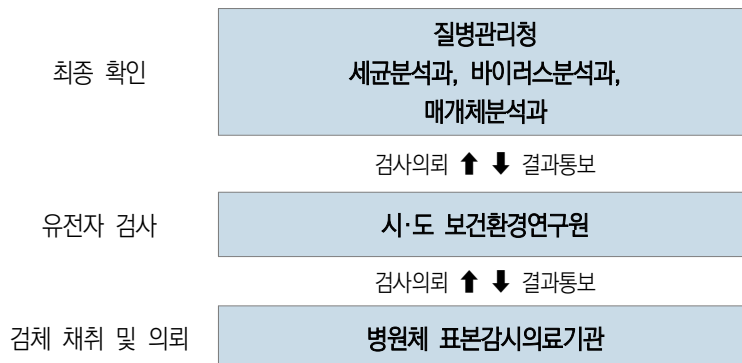 질병관리청
최종 확인 세균분석과, 바이러스분석과,
매개체분석과
검사의뢰 ⬆ ⬇ 결과통보
유전자 검사 시·도 보건환경연구원
검사의뢰 ⬆ ⬇ 결과통보
검체 채취 및 의뢰 병원체 표본감시의료기관